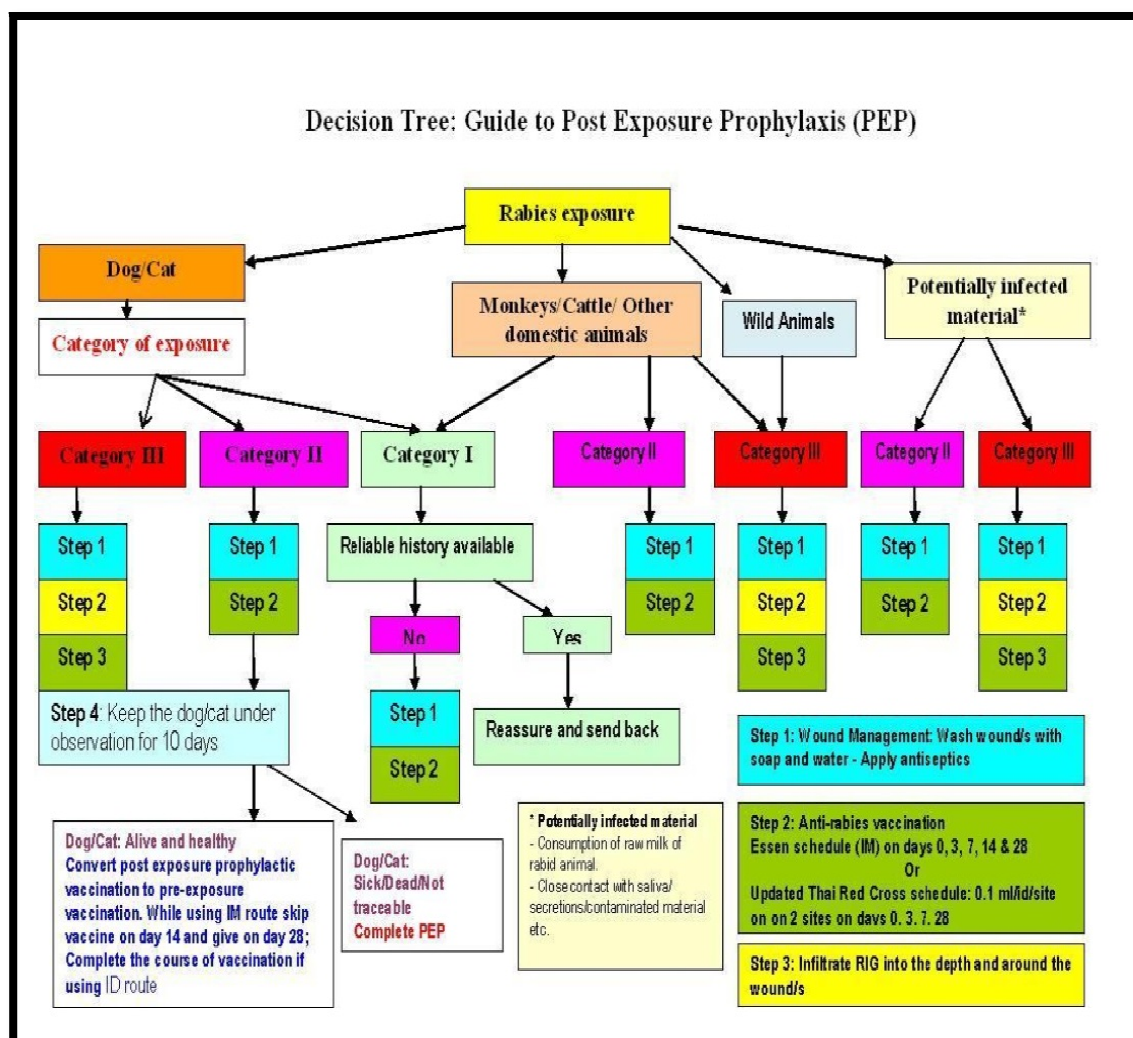 Decision Tree: Guide to Post Exposure Prophylaxis (PEP)
Rabies exposure
Dog/Cat
Monkeys/Cattle/ Other
domestic animals
Wild Animals
Potentially infected
material*
Category of exposure
Category III
Category II
Category I
Category II
Category III
Category II
Category III
Step 1
Step 2
Step 3
Step 1
Step 2
Reliable history available
No
Yes
Step 1
Step 2
Reassure and send back
Step 1
Step 2
Step 1
Step 2
Step 3
Step 1
Step 2
Step 1
Step 2
Step 3
Step 4: Keep the dog/cat under
observation for 10 days
Dog/Cat: Alive and healthy
Convert post exposure prophylactic
vaccination to pre-exposure
vaccination. While using IM route skip
vaccine on day 14 and give on day 28;
Complete the course of vaccination if
using ID route
Dog/Cat:
Sick/Dead/Not
traceable
Complete PEP
* Potentially infected material
- Consumption of raw milk of
rabid animal.
- Close contact with saliva/
secretions/contaminated material
etc.
Step 1: Wound Management: Wash wound/s with
soap and water - Apply antiseptics
Step 2: Anti-rabies vaccination
Essen schedule (IM) on days 0, 3, 7, 14 & 28
Or
Updated Thai Red Cross schedule: 0.1 ml/id/site
on on 2 sites on days 0. 3. 7. 28
Step 3: Infiltrate RIG into the depth and around the
wound/s